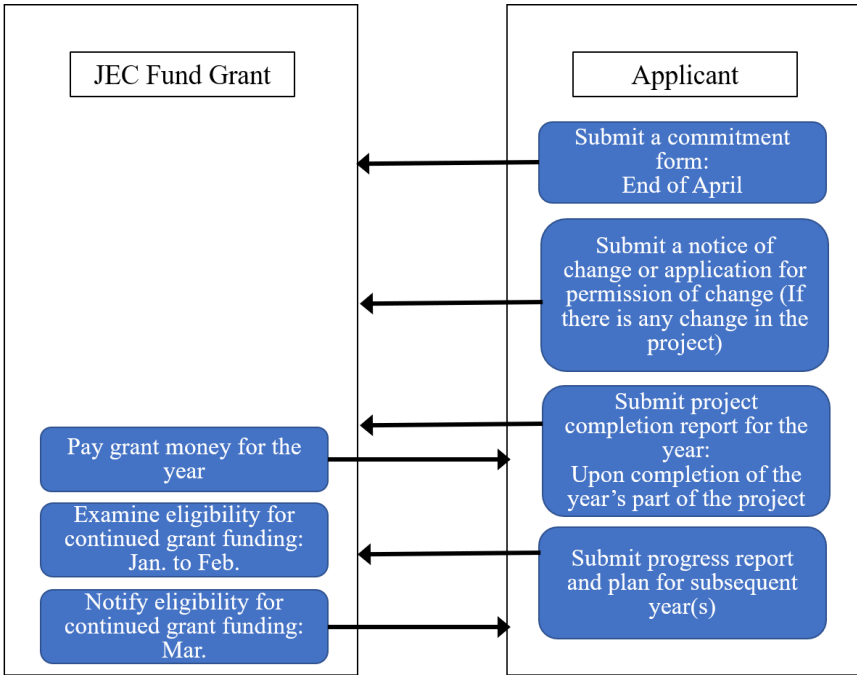 JEC Fund Grant
Applicant
Submit a commitment
form:
End of April
Submit a notice of
change or application for
permission of change (If
there is any change in the
project)
Submit project
completion report for the
year:
Upon completion of the
year's part of the project
Pay grant money for the
year
Examine eligibility for
continued grant funding:
Jan. to Feb.
Submit progress report
and plan for subsequent
year(s)
Notify eligibility for
continued grant funding:
Mar.